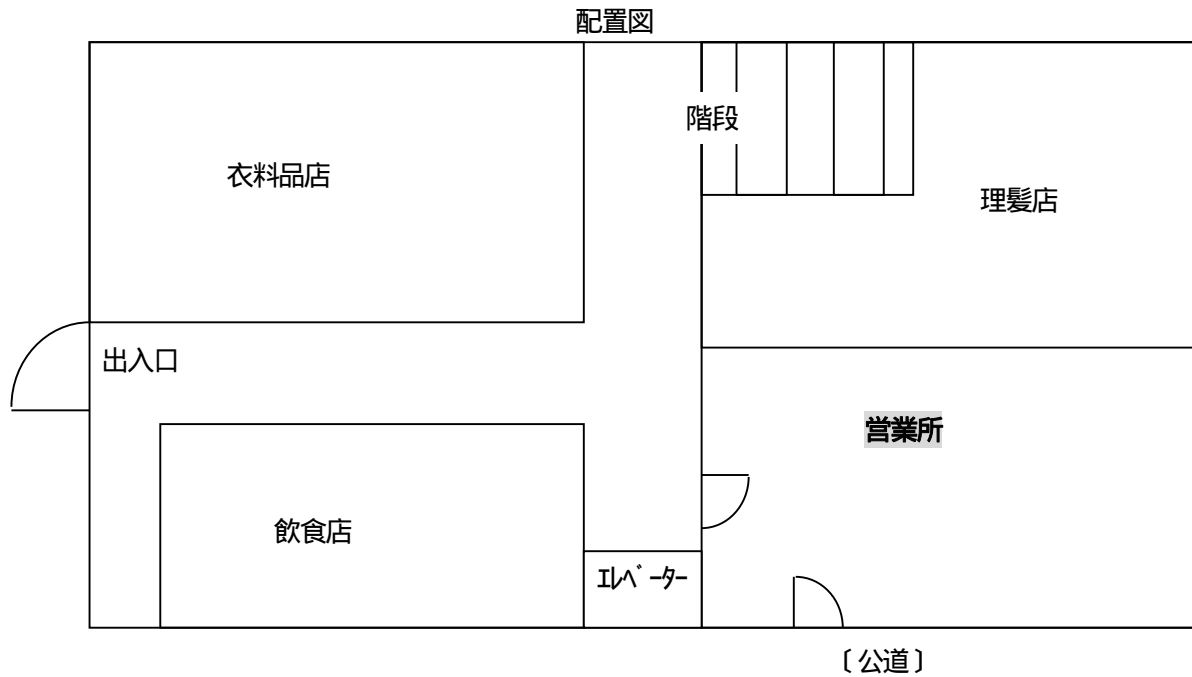 配置図
階段
衣料品店
理髪店
出入口
営業所
飲食店
ｴﾚﾍﾞｰﾀｰ
〔公道〕